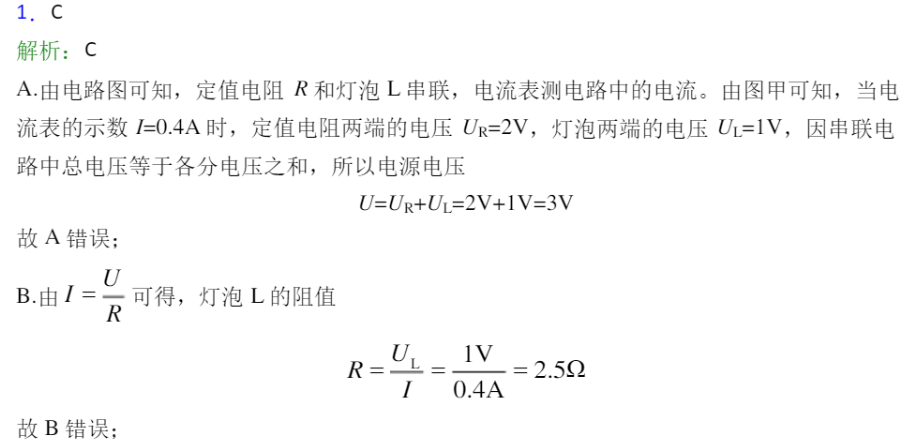 1. C
解析：C
A.由电路图可知，定值电阻 R 和灯泡 L 串联，电流表测电路中的电流。由图甲可知，当电
流表的示数 I=0.4A 时，定值电阻两端的电压 U_R=2V，灯泡两端的电压 U_L=1V，因串联电
路中总电压等于各分电压之和，所以电源电压
U=U_R+U_L=2V+1V=3V
故 A 错误；
B.由 I = U/R 可得，灯泡 L 的阻值
R = U_L/I = 1V/0.4A = 2.5Ω
故 B 错误；